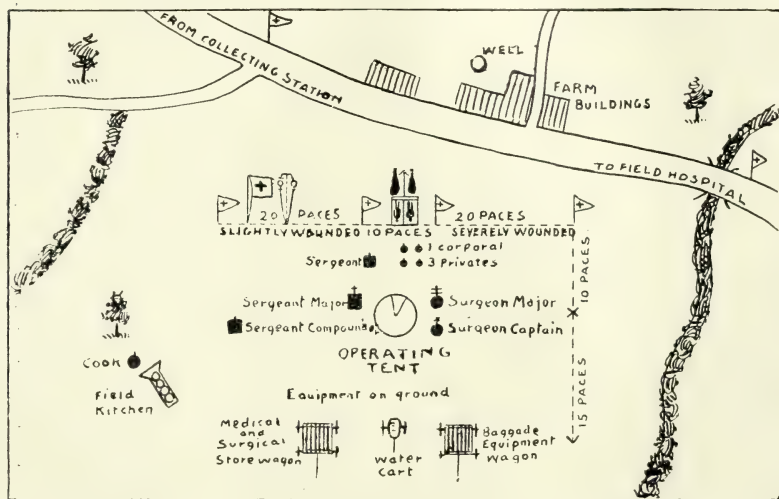 FROM COLLECTING STATION
WELL
FARM
BUILDINGS
TO FIELD HOSPITAL
20 PACES
20 PACES
SLIGHTLY WOUNDED 10 PACES SEVERELY WOUNDED
1 corporal
Sergeant
3 Privates
10 PACES
Sergeant Major
Surgeon Major
Sergeant Compounder
Surgeon Captain
OPERATING
TENT
15 PACES
Cook
Field
Kitchen
Equipment on ground
Medical
and
Surgical
Store wagon
water
Cart
Baggade
Equipment
Wagon